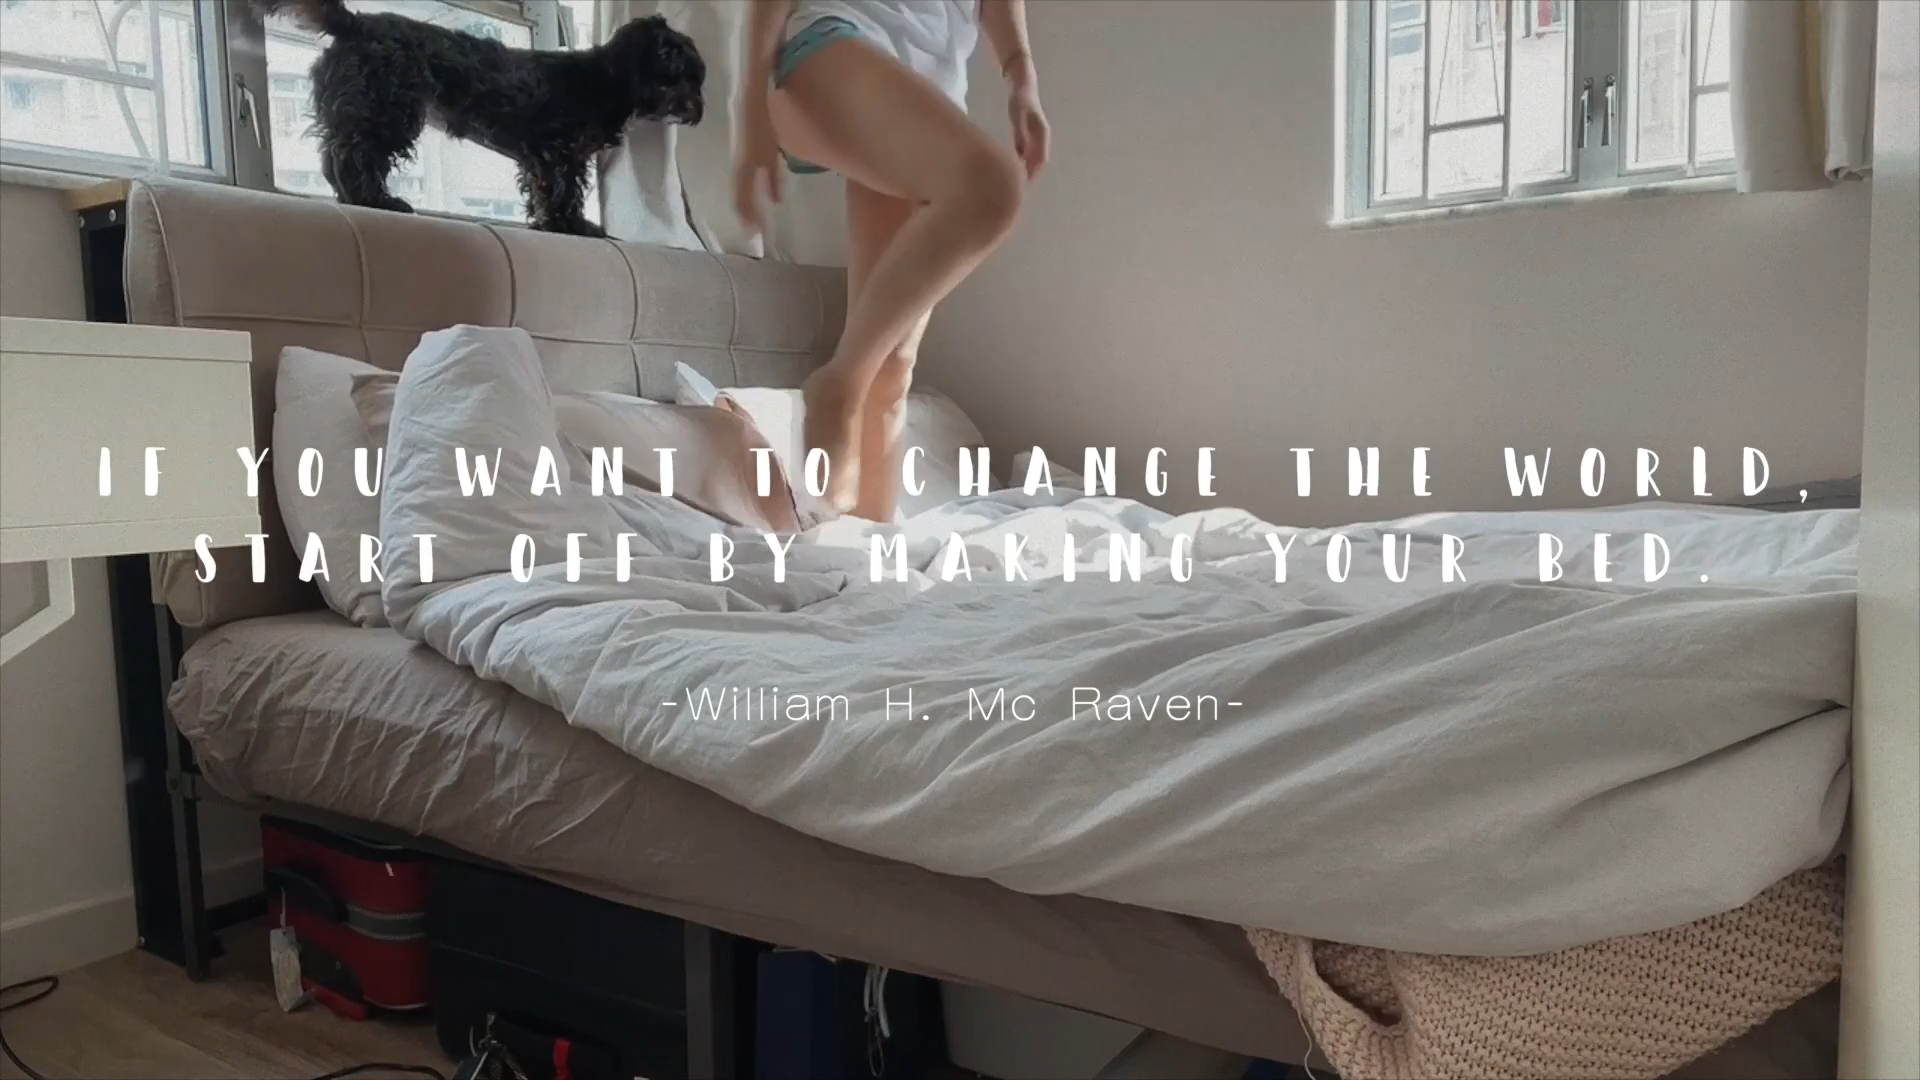 IF YOU WANT TO CHANGE THE WORLD,
START OFF BY MAKING YOUR BED.
-William H. Mc Raven-